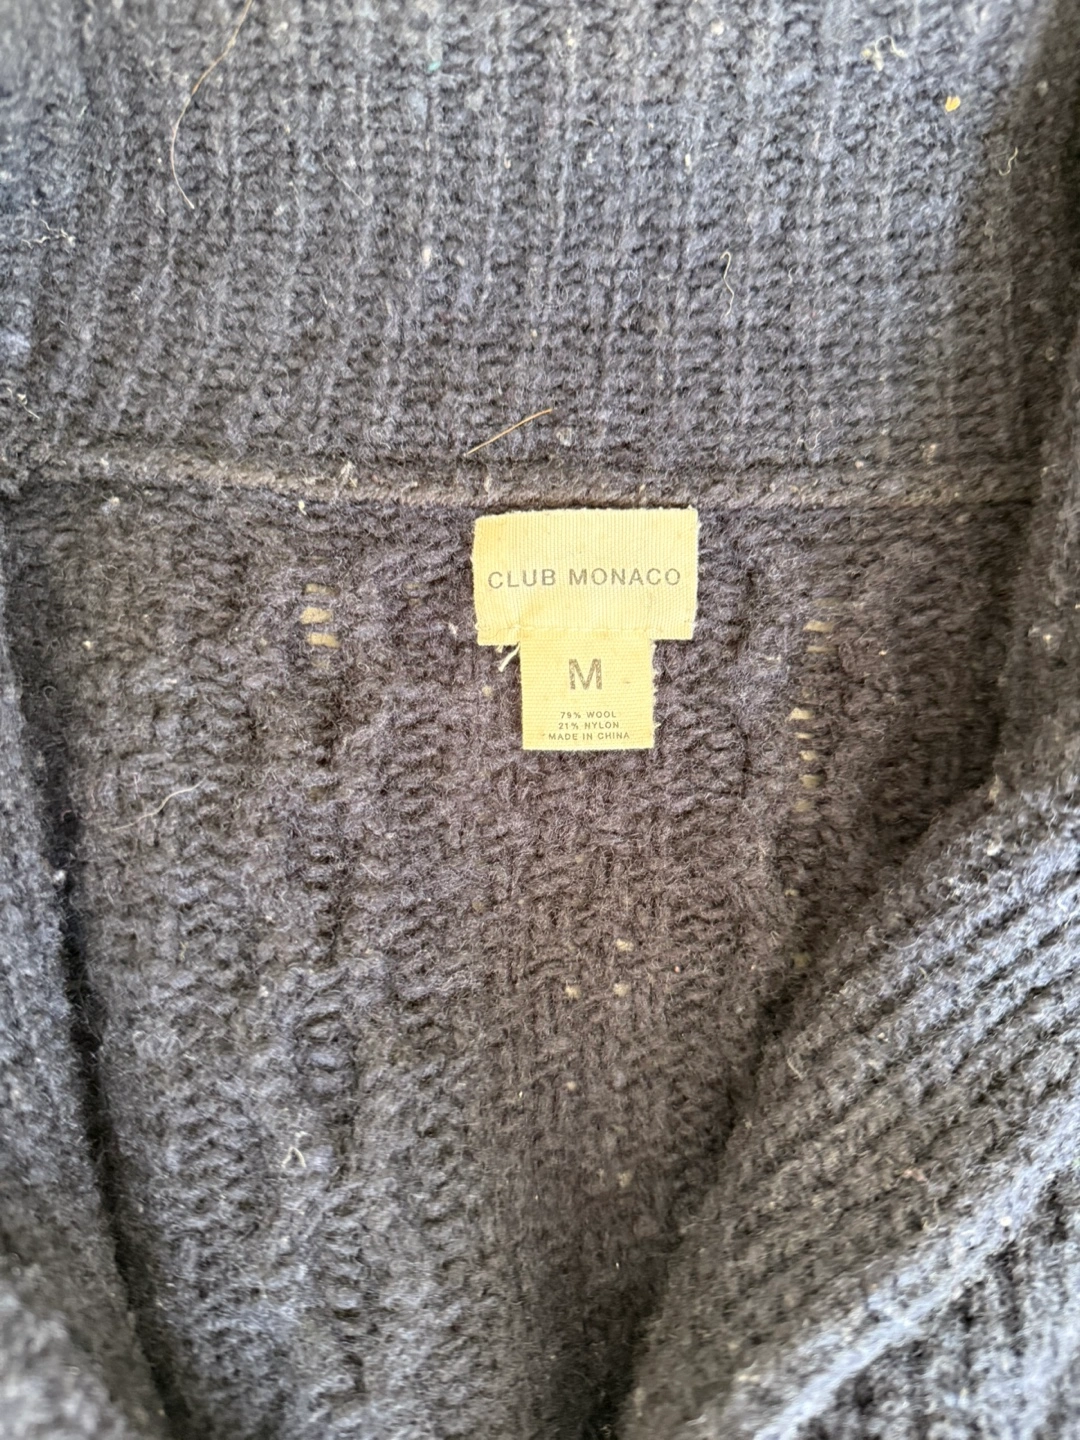 CLUB MONACO
M
79% WOOL
21% NYLON
MADE IN CHINA